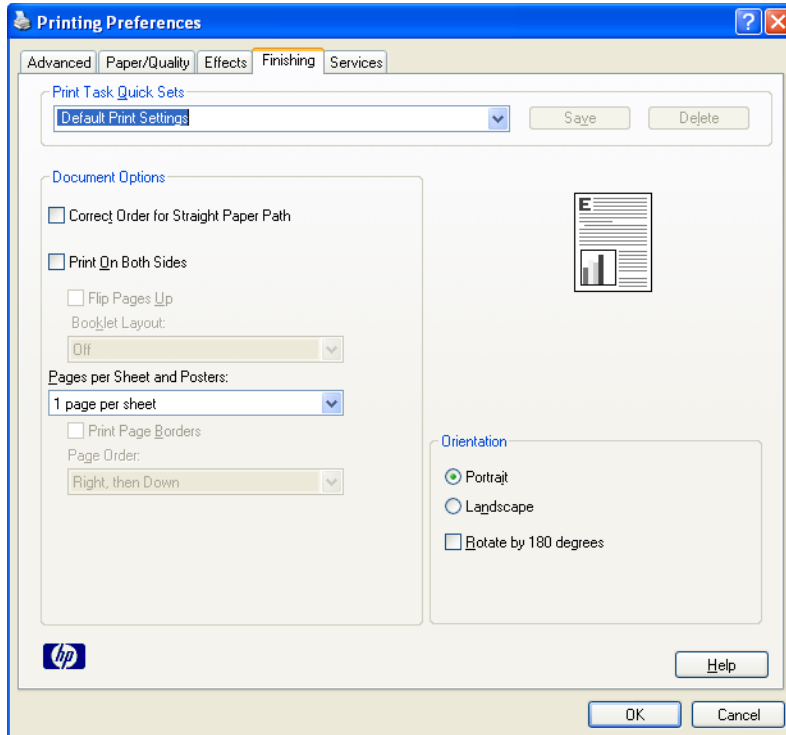 Printing Preferences
Advanced Paper/Quality Effects Finishing Services
Print Task Quick Sets
Default Print Settings Save Delete
Document Options
Correct Order for Straight Paper Path
Print On Both Sides
Flip Pages Up
Booklet Layout:
Off
Pages per Sheet and Posters:
1 page per sheet
Print Page Borders
Page Order:
Right, then Down
E
Orientation
Portrait
Landscape
Rotate by 180 degrees
hp
Help
OK Cancel